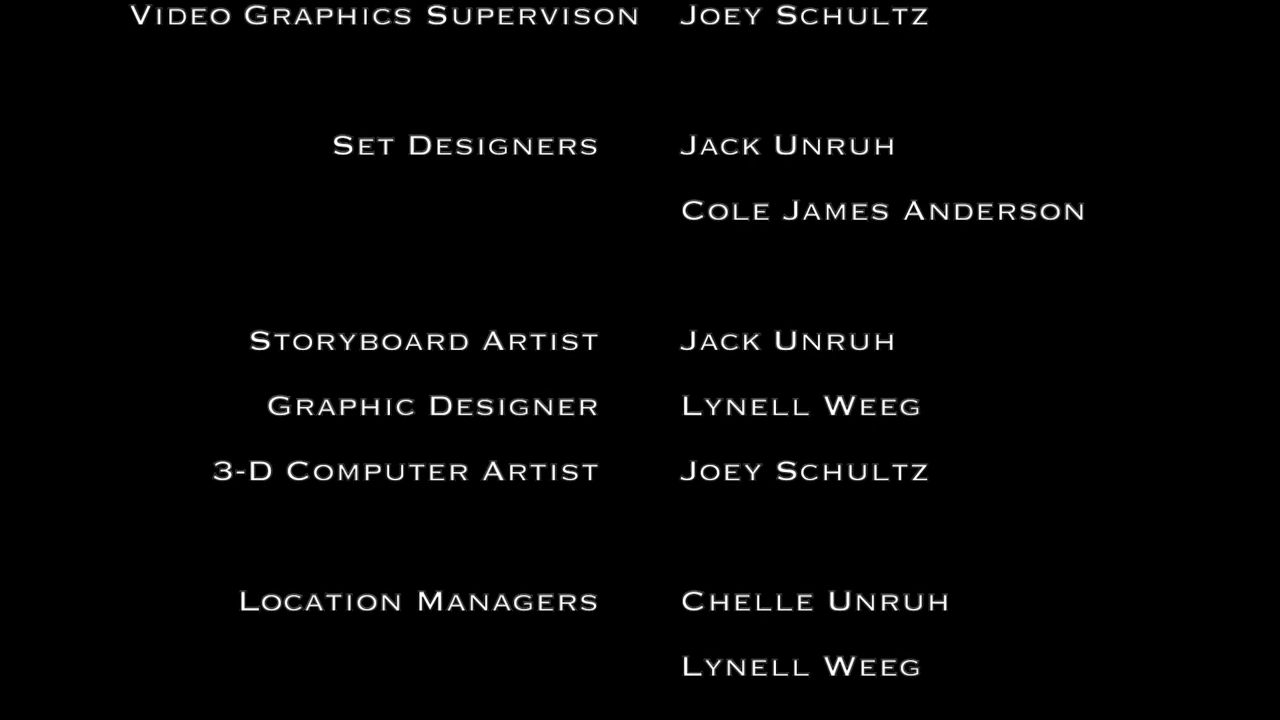 Video Graphics Supervison Joey Schultz
Set Designers Jack Unruh
Cole James Anderson
Storyboard Artist Jack Unruh
Graphic Designer Lynell Weeg
3-D Computer Artist Joey Schultz
Location Managers Chelle Unruh
Lynell Weeg